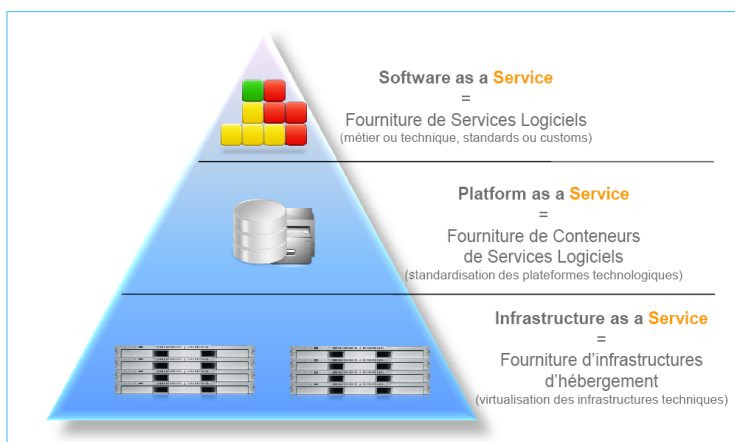 Software as a Service
=
Fourniture de Services Logiciels
(métier ou technique, standards ou customs)
Platform as a Service
=
Fourniture de Conteneurs
de Services Logiciels
(standardisation des plateformes technologiques)
Infrastructure as a Service
=
Fourniture d'infrastructures
d'hébergement
(virtualisation des infrastructures techniques)